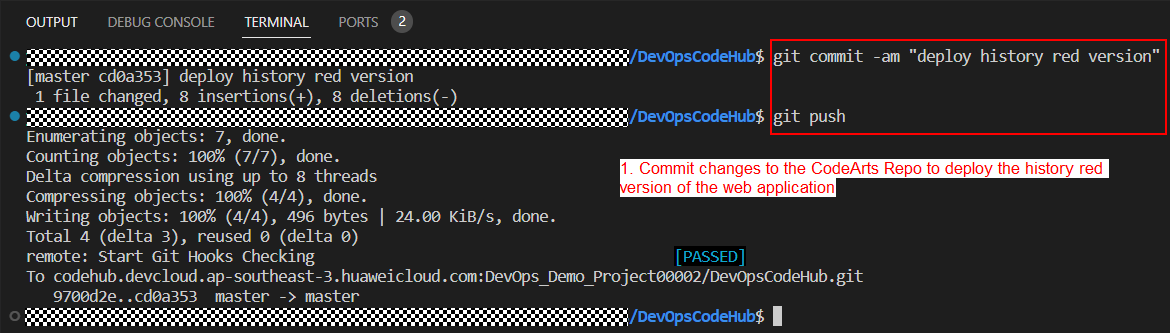 OUTPUT DEBUG CONSOLE TERMINAL PORTS 2
/DevOpsCodeHub$ git commit -am "deploy history red version"
[master cd0a353] deploy history red version
1 file changed, 8 insertions(+), 8 deletions(-)
/DevOpsCodeHub$ git push
Enumerating objects: 7, done.
Counting objects: 100% (7/7), done.
Delta compression using up to 8 threads
Compressing objects: 100% (4/4), done.
Writing objects: 100% (4/4), 496 bytes | 24.00 KiB/s, done.
Total 4 (delta 3), reused 0 (delta 0)
remote: Start Git Hooks Checking [PASSED]
To codehub.devcloud.ap-southeast-3.huaweicloud.com:DevOps_Demo_Project00002/DevOpsCodeHub.git
9700d2e..cd0a353 master -> master
/DevOpsCodeHub$
1. Commit changes to the CodeArts Repo to deploy the history red
version of the web application